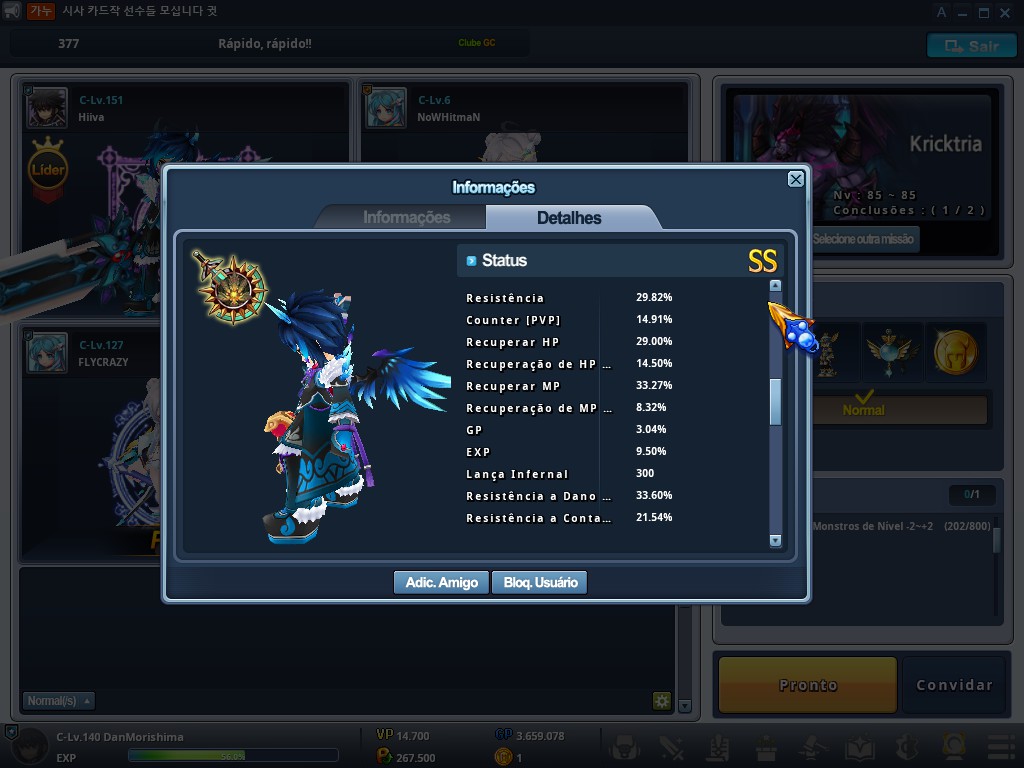 가누 시사 카드작 선수들 모십니다 귓
A
377 Rápido, rápido!! Clube GC
Sair
C-Lv.151
Hiiva
Líder
C-Lv.6
NoWHitmaN
Kricktria
Nv : 85 ~ 85
Conclusões : ( 1 / 2 )
Selecione outra missão
Informações
Informações Detalhes
Status SS
Resistência 29.82%
Counter [PVP] 14.91%
Recuperar HP 29.00%
Recuperação de HP ... 14.50%
Recuperar MP 33.27%
Recuperação de MP ... 8.32%
GP 3.04%
EXP 9.50%
Lança Infernal 300
Resistência a Dano ... 33.60%
Resistência a Conta... 21.54%
Adic. Amigo Bloq. Usuário
C-Lv.127
FLYCRAZY
Normal
0/1
Monstros de Nível -2~+2 (202/800)
Normal(/s)
Pronto Convidar
C-Lv.140 DanMorishima
EXP 56.0%
VP 14.700
GP 3.659.078
267.500
1